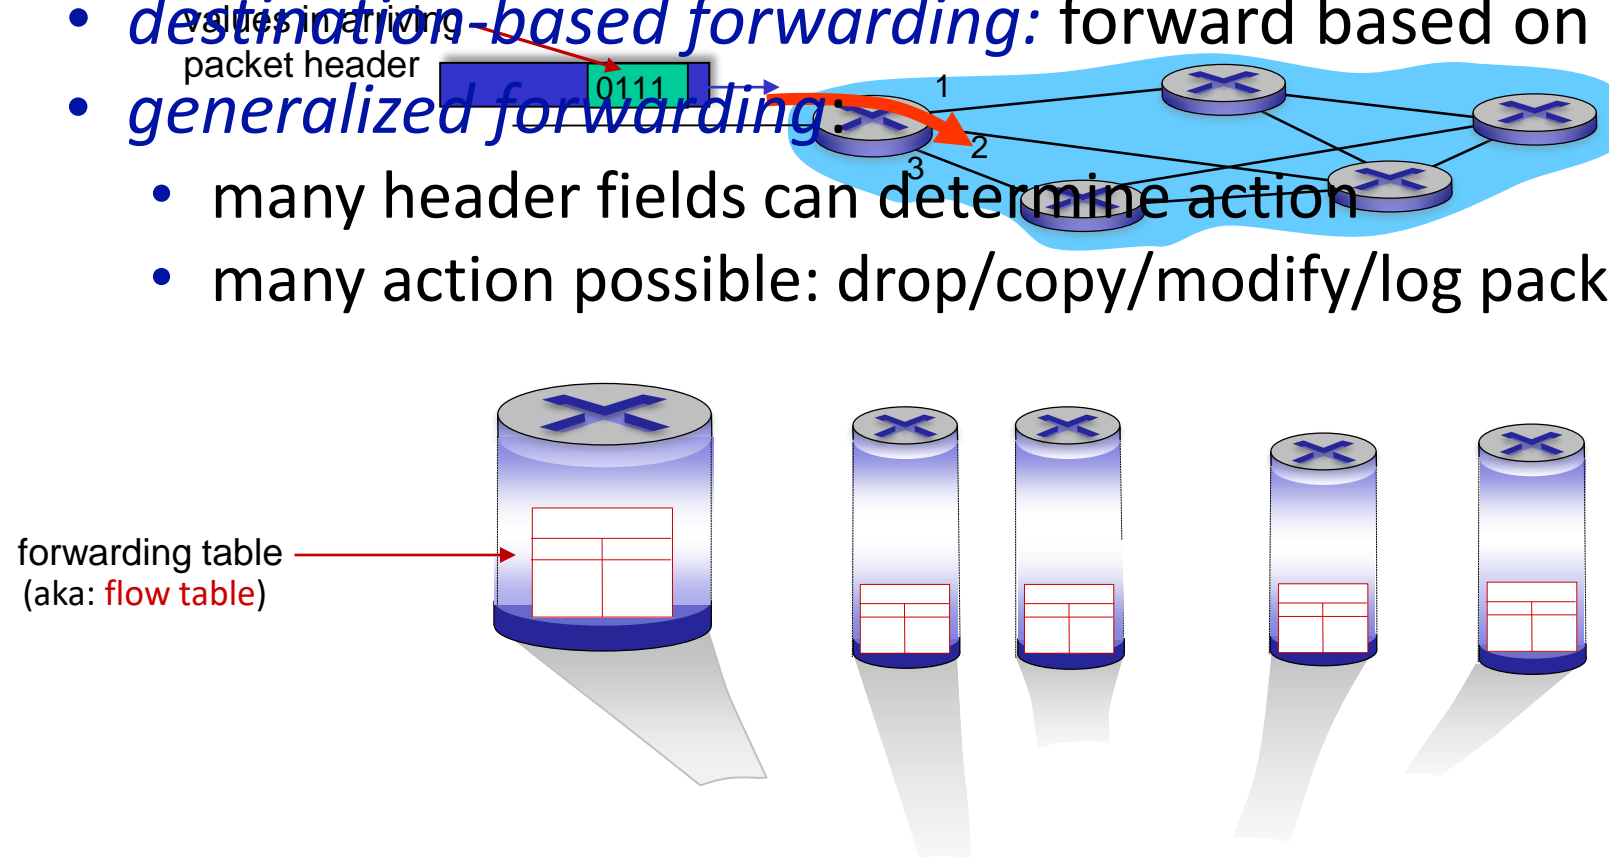 • destination-based forwarding: forward based on
values in arriving
packet header
0111
• generalized forwarding:
1
2
3
• many header fields can determine action
• many action possible: drop/copy/modify/log pack
forwarding table
(aka: flow table)